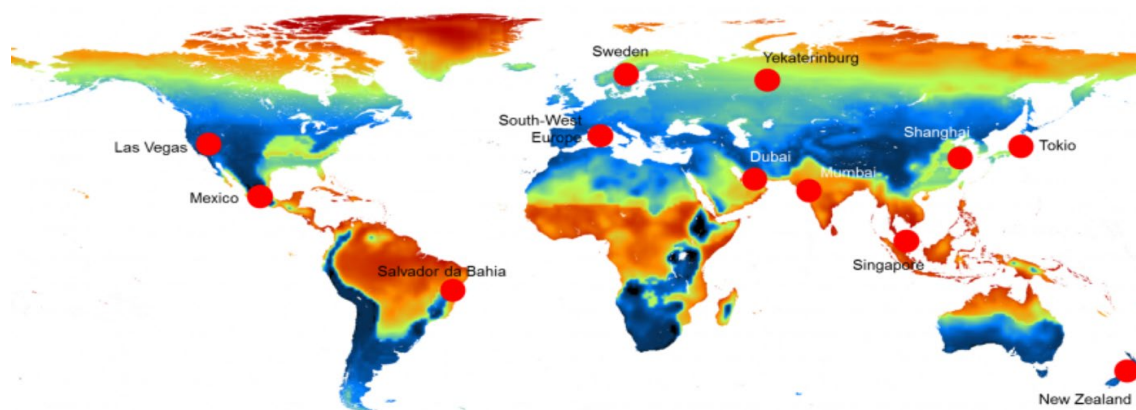 Sweden
Yekaterinburg
South-West
Europe
Shanghai
Las Vegas
Tokio
Dubai
Mumbai
Mexico
Singapore
Salvador da Bahia
New Zealand